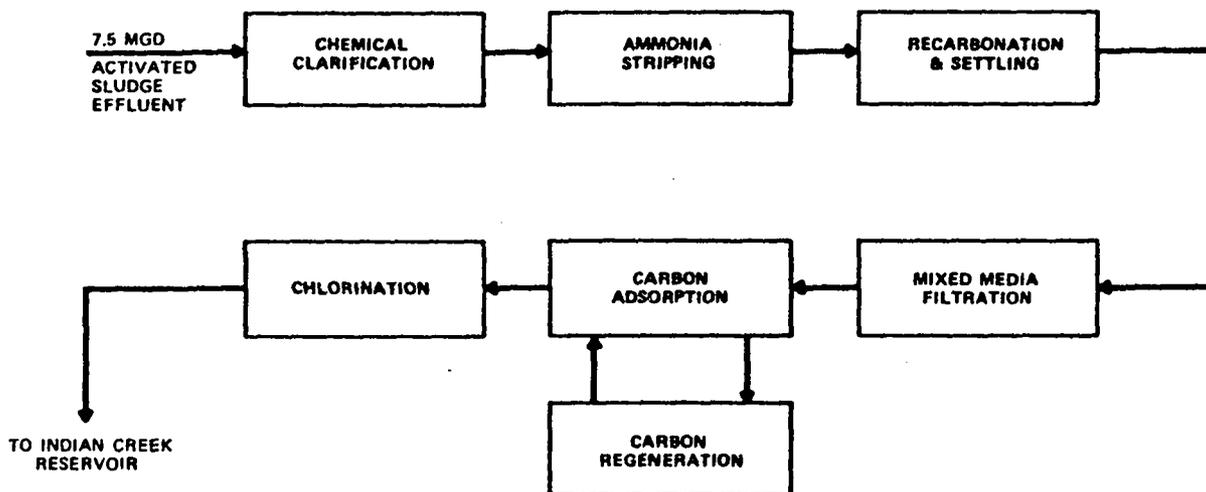 7.5 MGD
ACTIVATED
SLUDGE
EFFLUENT
CHEMICAL
CLARIFICATION
AMMONIA
STRIPPING
RECARBONATION
& SETTLING
MIXED MEDIA
FILTRATION
CARBON
ADSORPTION
CHLORINATION
CARBON
REGENERATION
TO INDIAN CREEK
RESERVOIR